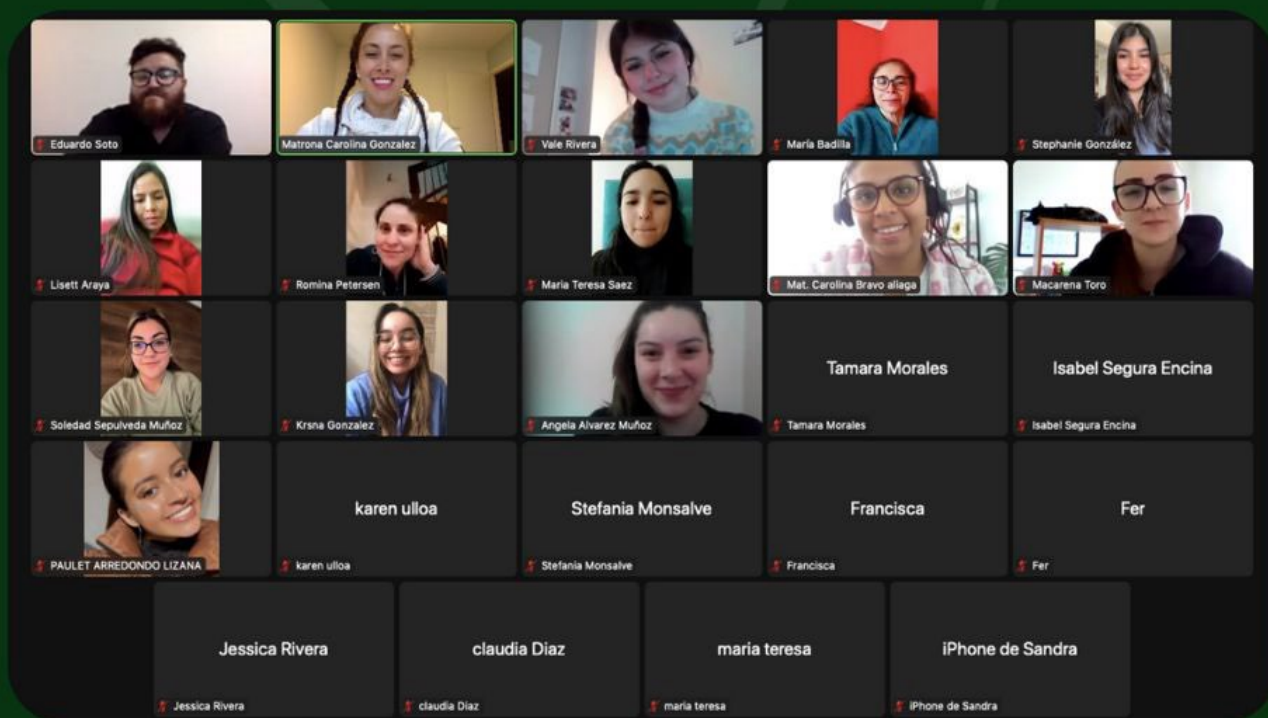 Eduardo Soto
Matrona Carolina Gonzalez
Vale Rivera
María Badilla
Stephanie González
Lisett Araya
Romina Petersen
Maria Teresa Saez
Mat. Carolina Bravo aliaga
Macarena Toro
Soledad Sepulveda Muñoz
Krsna Gonzalez
Angela Alvarez Muñoz
Tamara Morales
Tamara Morales
Isabel Segura Encina
Isabel Segura Encina
PAULET ARREDONDO LIZANA
karen ulloa
karen ulloa
Stefania Monsalve
Stefania Monsalve
Francisca
Francisca
Fer
Fer
Jessica Rivera
Jessica Rivera
claudia Diaz
claudia Diaz
maria teresa
maria teresa
iPhone de Sandra
iPhone de Sandra